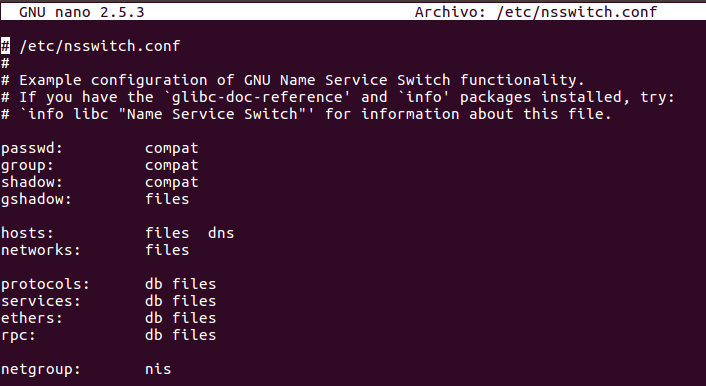 GNU nano 2.5.3 Archivo: /etc/nsswitch.conf
# /etc/nsswitch.conf
#
# Example configuration of GNU Name Service Switch functionality.
# If you have the `glibc-doc-reference' and `info' packages installed, try:
# `info libc "Name Service Switch"' for information about this file.
passwd: compat
group: compat
shadow: compat
gshadow: files
hosts: files dns
networks: files
protocols: db files
services: db files
ethers: db files
rpc: db files
netgroup: nis